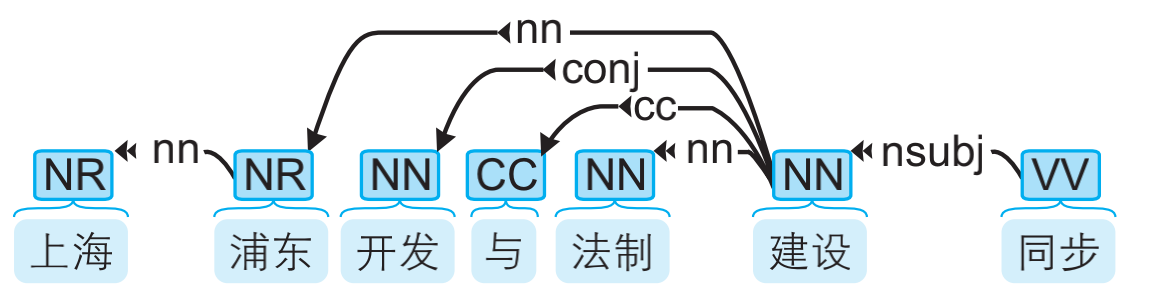 nn
conj
cc
nn nn nsubj
NR NR NN CC NN NN VV
上海 浦东 开发 与 法制 建设 同步